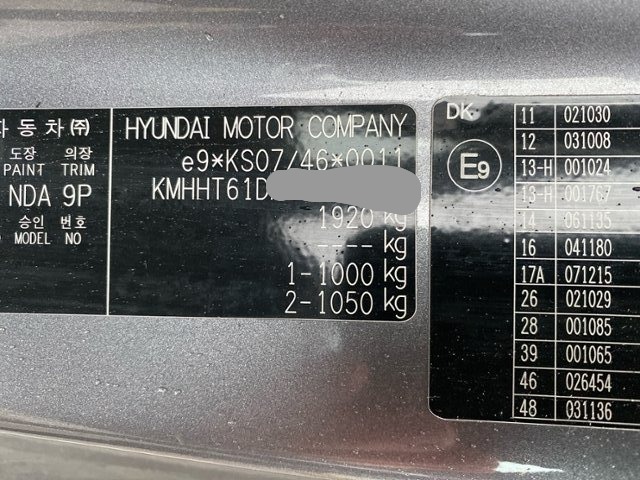 자동차㈜
도장 의장
PAINT TRIM
NDA 9P
승인 번호
MODEL NO
HYUNDAI MOTOR COMPANY
e9*KS07/46*0011
KMHHT61D
1920 kg
---- kg
1-1000 kg
2-1050 kg
DK
E9
11 021030
12 031008
13-H 001024
13-H 001767
14 061135
16 041180
17A 071215
26 021029
28 001085
39 001065
46 026454
48 031136